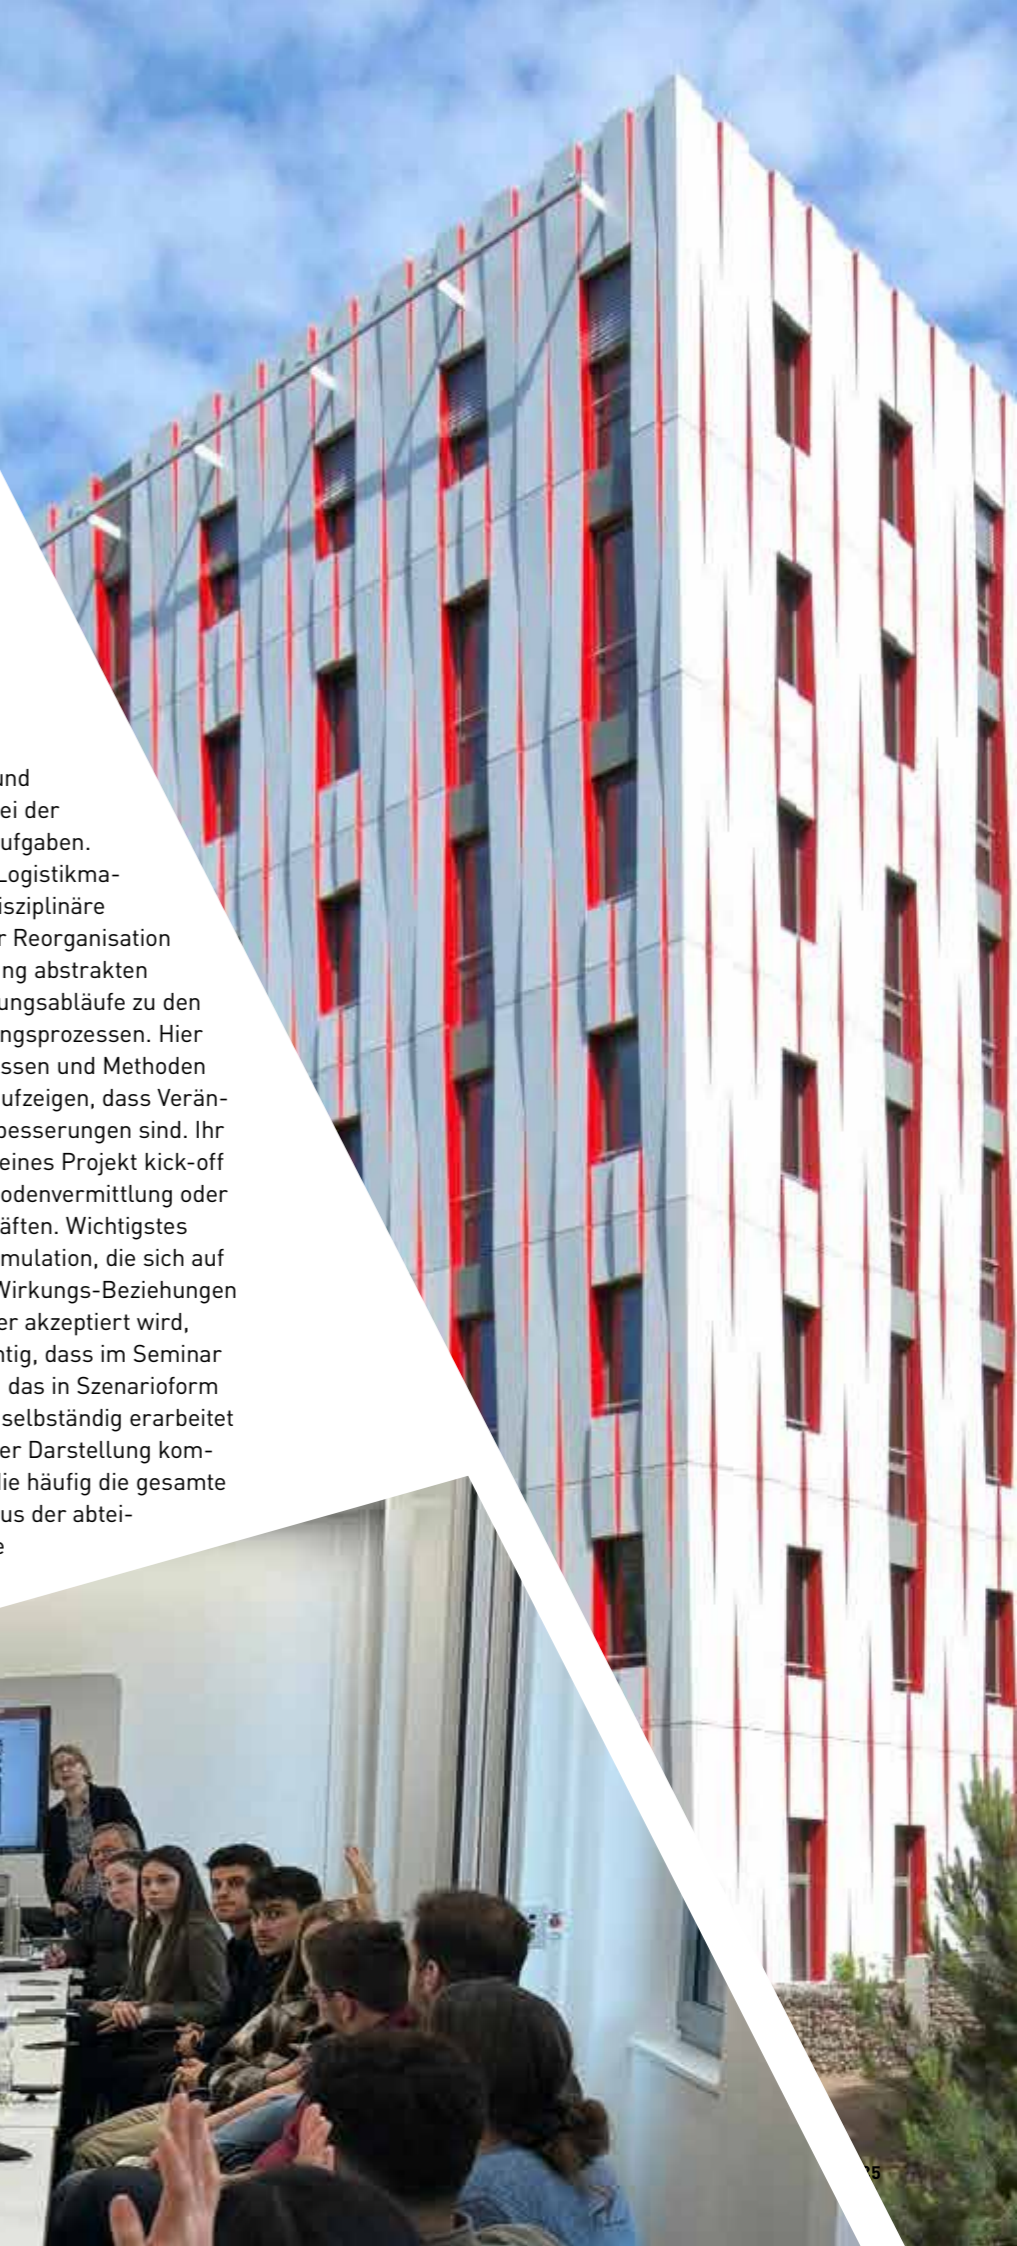 und
ei der
ufgaben.
Logistikma-
isziplinäre
r Reorganisation
ng abstrakten
ungsabläufe zu den
ngsprozessen. Hier
ssen und Methoden
ufzeigen, dass Verän-
besserungen sind. Ihr
eines Projekt kick-off
odenvermittlung oder
äften. Wichtigstes
mulation, die sich auf
Wirkungs-Beziehungen
er akzeptiert wird,
htig, dass im Seminar
das in Szenarioform
selbständig erarbeitet
er Darstellung kom-
die häufig die gesamte
us der abtei-
e